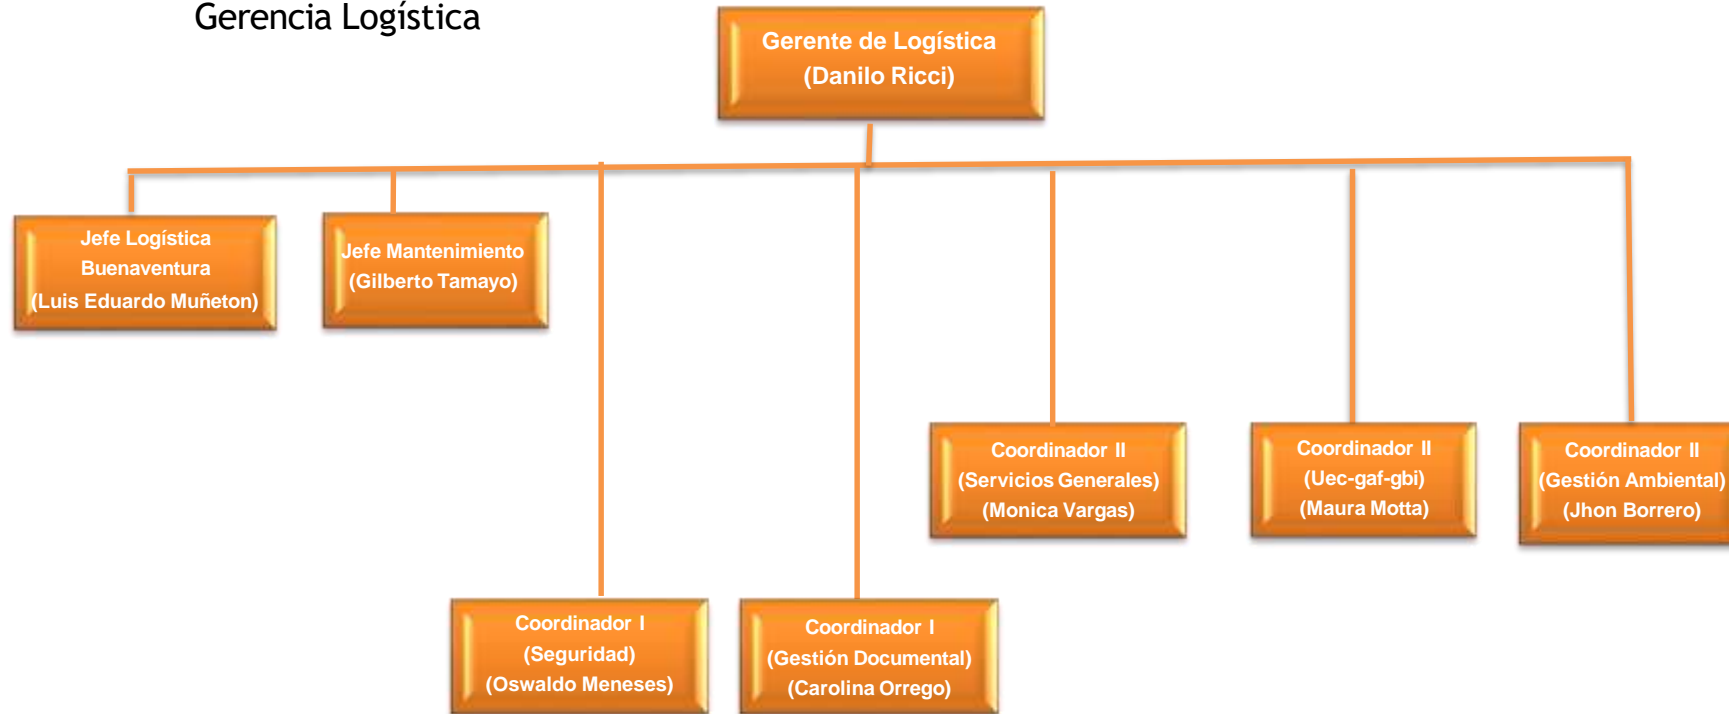 Gerencia Logística
Gerente de Logística
(Danilo Ricci)
Jefe Logística
Buenaventura
(Luis Eduardo Muñeton)
Jefe Mantenimiento
(Gilberto Tamayo)
Coordinador II
(Servicios Generales)
(Monica Vargas)
Coordinador II
(Uec-gaf-gbi)
(Maura Motta)
Coordinador II
(Gestión Ambiental)
(Jhon Borrero)
Coordinador I
(Seguridad)
(Oswaldo Meneses)
Coordinador I
(Gestión Documental)
(Carolina Orrego)